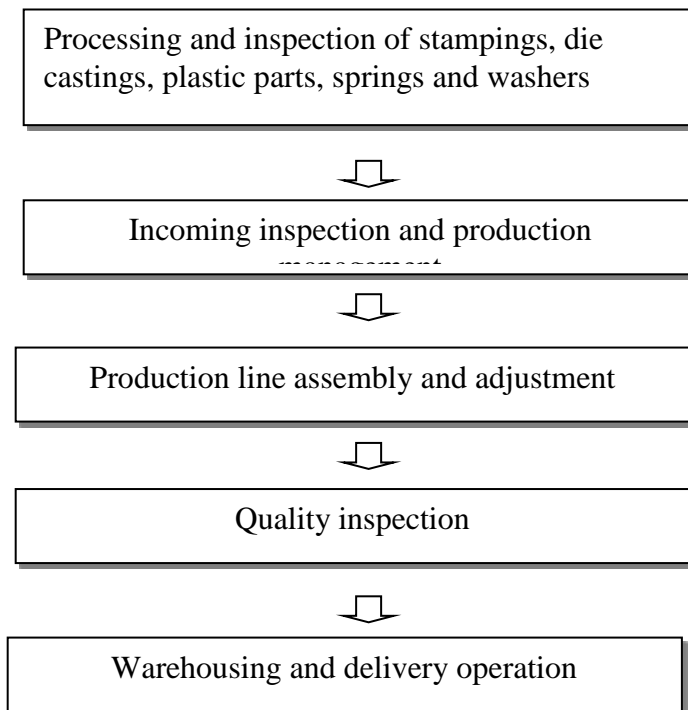 Processing and inspection of stampings, die
castings, plastic parts, springs and washers
Incoming inspection and production
management
Production line assembly and adjustment
Quality inspection
Warehousing and delivery operation